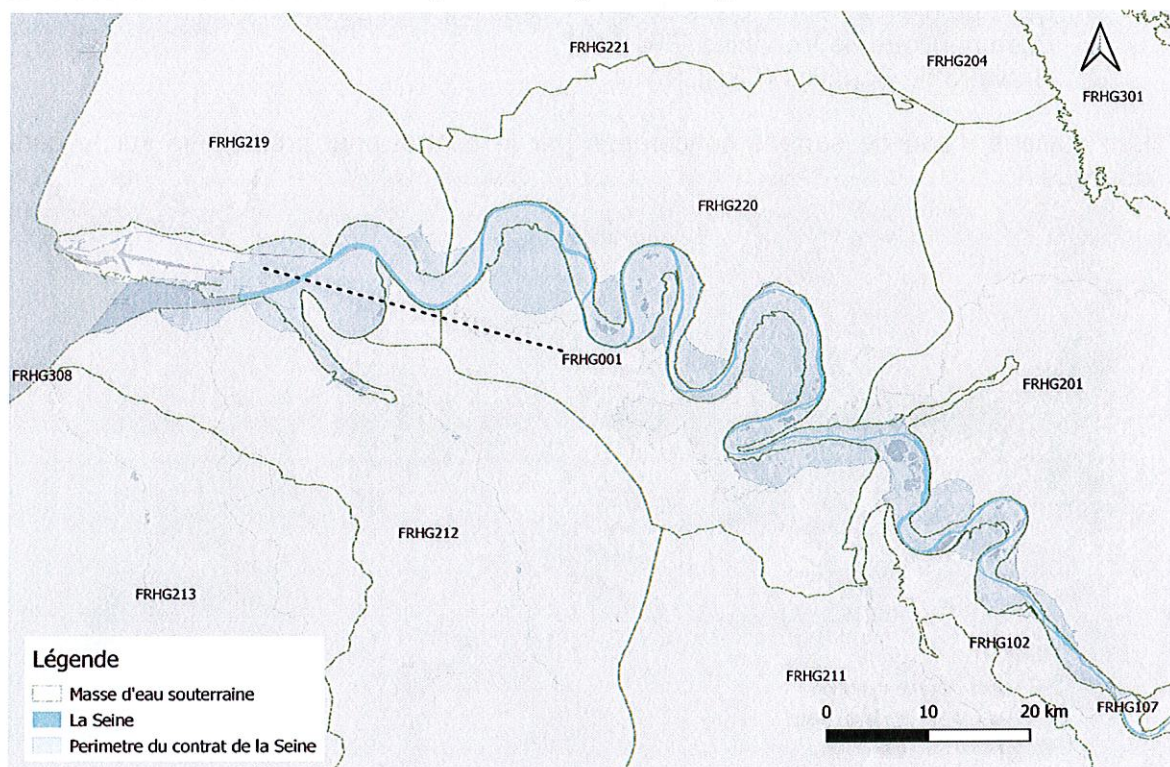 FRHG221
FRHG204
FRHG301
FRHG219
FRHG220
FRHG001
FRHG308
FRHG201
FRHG212
FRHG213
FRHG102
FRHG211
FRHG107
Légende
Masse d'eau souterraine
La Seine
Perimetre du contrat de la Seine
0 10 20 km